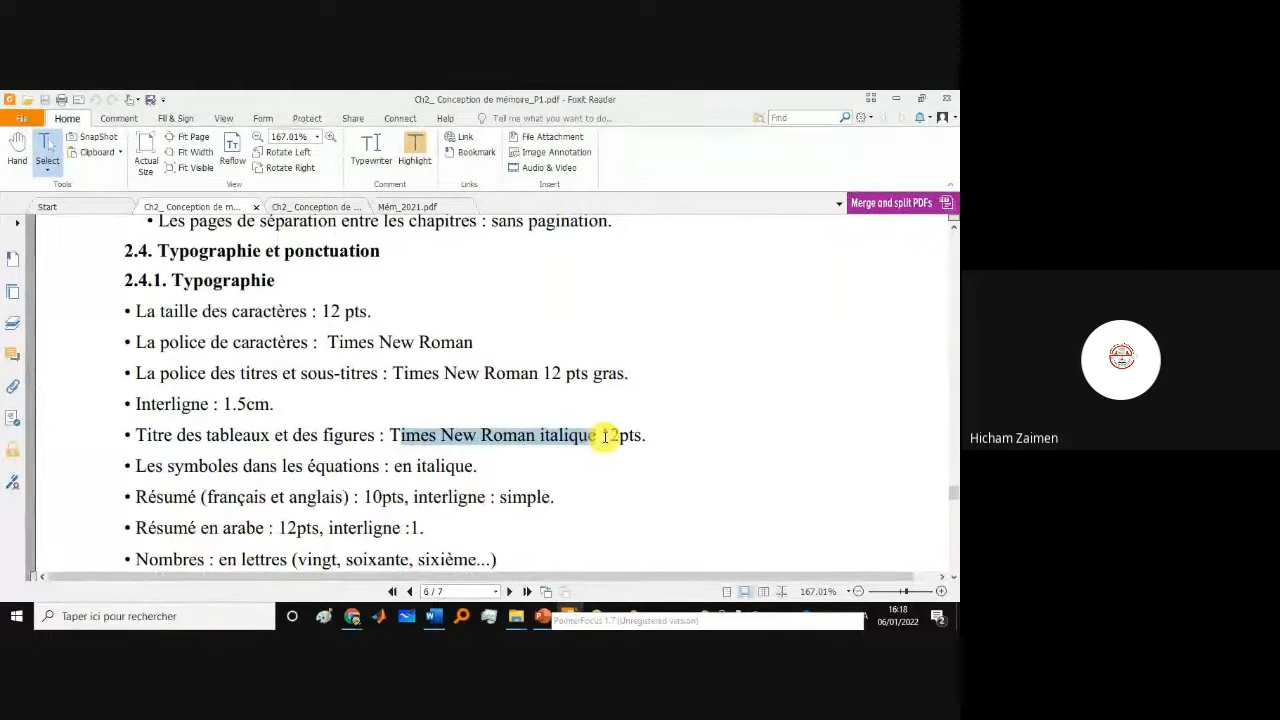 Ch2_ Conception de mémoire_P1.pdf - Foxit Reader
File Home Comment Fill & Sign View Form Protect Share Connect Help Tell me what you want to do.. Find
Hand
Select
SnapShot
Clipboard
Tools
Actual Size
Fit Page
Fit Width
Fit Visible
Reflow
167.01%
Rotate Left
Rotate Right
View
Typewriter
Highlight
Comment
Link
Bookmark
Links
File Attachment
Image Annotation
Audio & Video
Insert
Start
Ch2_ Conception de m...
Ch2_ Conception de ...
Mém_2021.pdf
Merge and split PDFs
• Les pages de séparation entre les chapitres : sans pagination.
2.4. Typographie et ponctuation
2.4.1. Typographie
• La taille des caractères : 12 pts.
• La police de caractères : Times New Roman
• La police des titres et sous-titres : Times New Roman 12 pts gras.
• Interligne : 1.5cm.
• Titre des tableaux et des figures : Times New Roman italique 12pts.
• Les symboles dans les équations : en italique.
• Résumé (français et anglais) : 10pts, interligne : simple.
• Résumé en arabe : 12pts, interligne :1.
• Nombres : en lettres (vingt, soixante, sixième...)
6 / 7
167.01%
Taper ici pour rechercher
PointerFocus 1.7 (Unregistered version)
16:18
06/01/2022
2
Hicham Zaimen